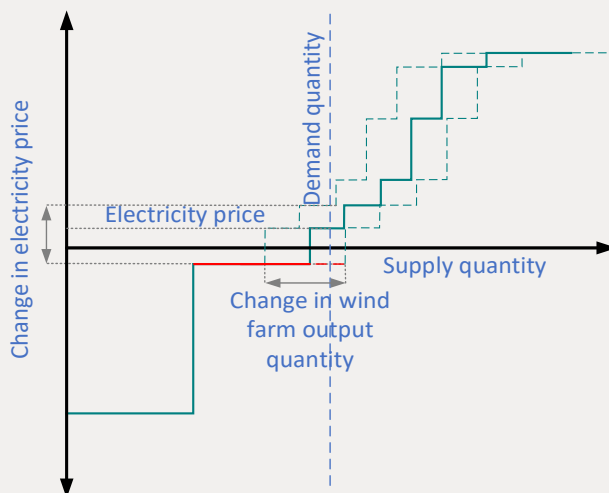 Change in electricity price
Demand quantity
Electricity price
Supply quantity
Change in wind
farm output
quantity